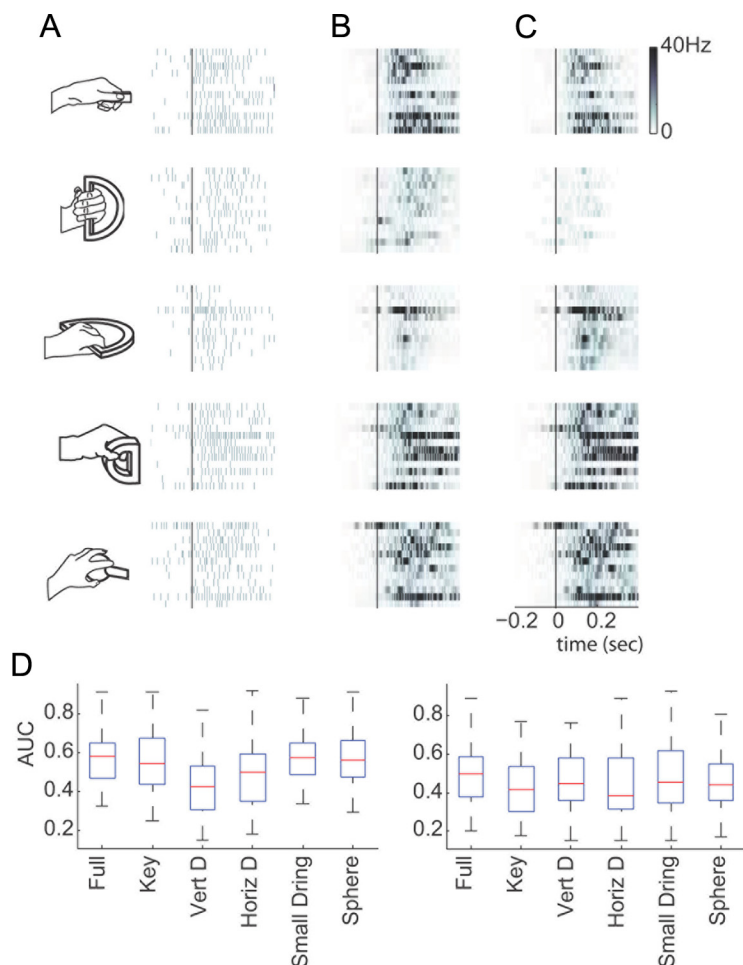 A B C
40Hz
0
−0.2 0 0.2
time (sec)
D
AUC
0.8
0.6
0.4
0.2
Full
Key
Vert D
Horiz D
Small Dring
Sphere
0.8
0.6
0.4
0.2
Full
Key
Vert D
Horiz D
Small Dring
Sphere